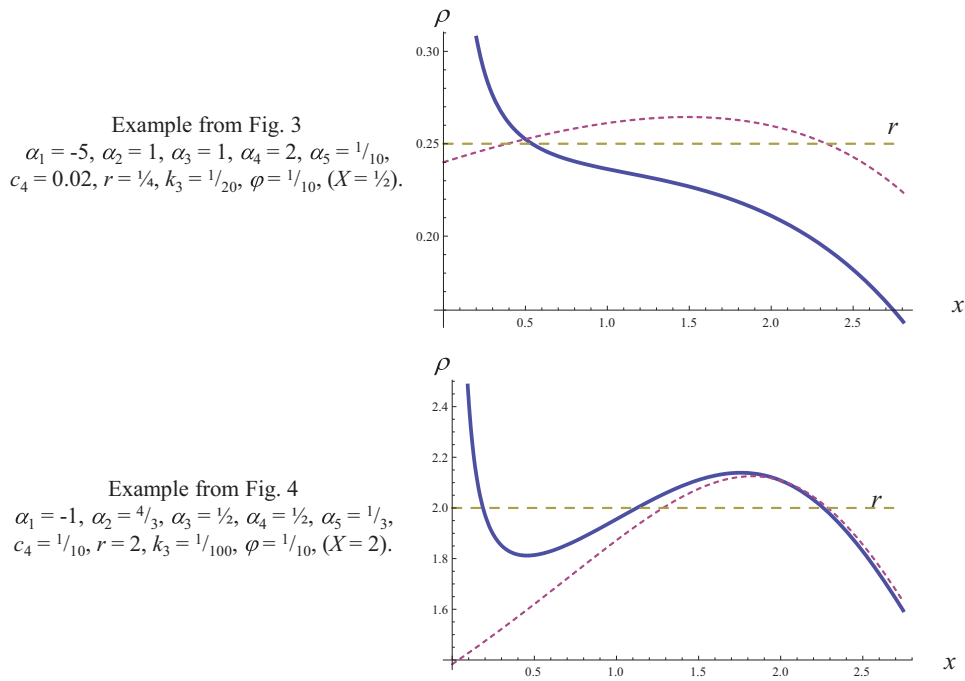 Example from Fig. 3
α₁ = -5, α₂ = 1, α₃ = 1, α₄ = 2, α₅ = ¹/₁₀,
c₄ = 0.02, r = ¼, k₃ = ¹/₂₀, φ = ¹/₁₀, (X = ½).
ρ
0.30
0.25
0.20
r
0.5 1.0 1.5 2.0 2.5
x
Example from Fig. 4
α₁ = -1, α₂ = ⁴/₃, α₃ = ½, α₄ = ½, α₅ = ¹/₃,
c₄ = ¹/₁₀, r = 2, k₃ = ¹/₁₀₀, φ = ¹/₁₀, (X = 2).
ρ
2.4
2.2
2.0
1.8
1.6
r
0.5 1.0 1.5 2.0 2.5
x